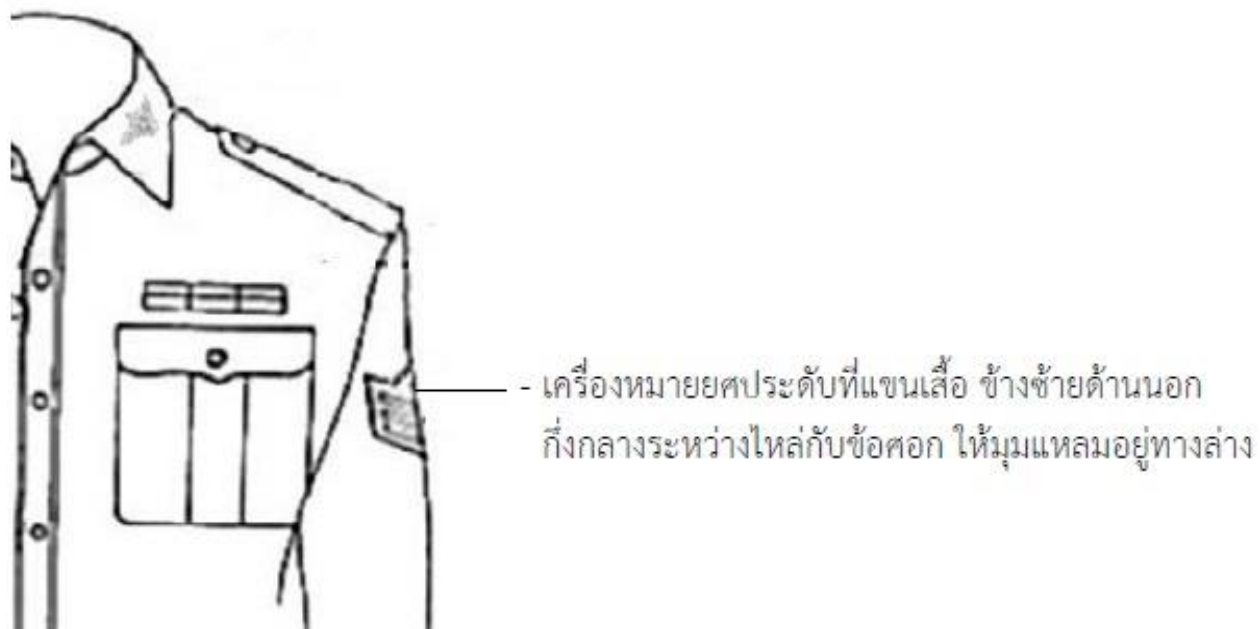 - เครื่องหมายยศประดับที่แขนเสื้อ ข้างซ้ายด้านนอก
กึ่งกลางระหว่างไหล่กับข้อศอก ให้มุมแหลมอยู่ทางล่าง